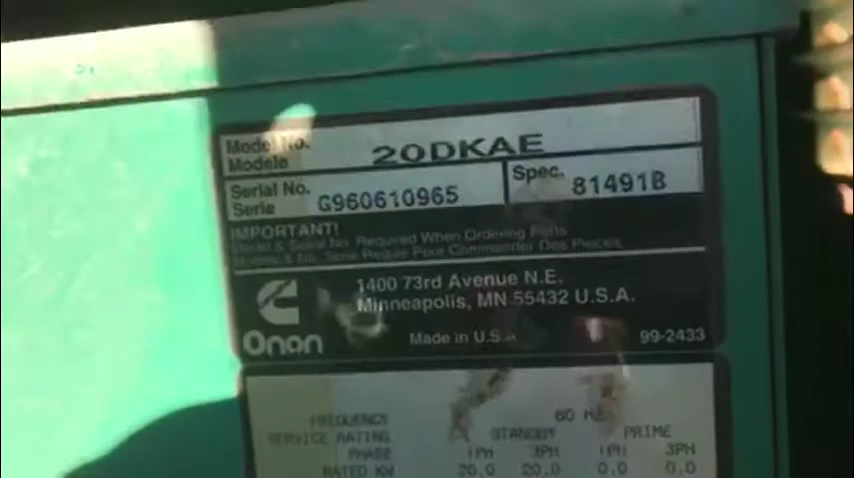 Model No.
Modele
20DKAE
Serial No.
Serie
G960610965
Spec.
81491B
IMPORTANT!
Model & Serial No. Required When Ordering Parts
Modele & No. Serie Requis Pour Commander Des Pieces
1400 73rd Avenue N.E.
Minneapolis, MN 55432 U.S.A.
Onan
Made in U.S.A.
99-2433
FREQUENCY 60 HZ
SERVICE RATING STANDBY PRIME
PHASE 1PH 3PH 1PH 3PH
RATED KW 20.0 20.0 0.0 0.0